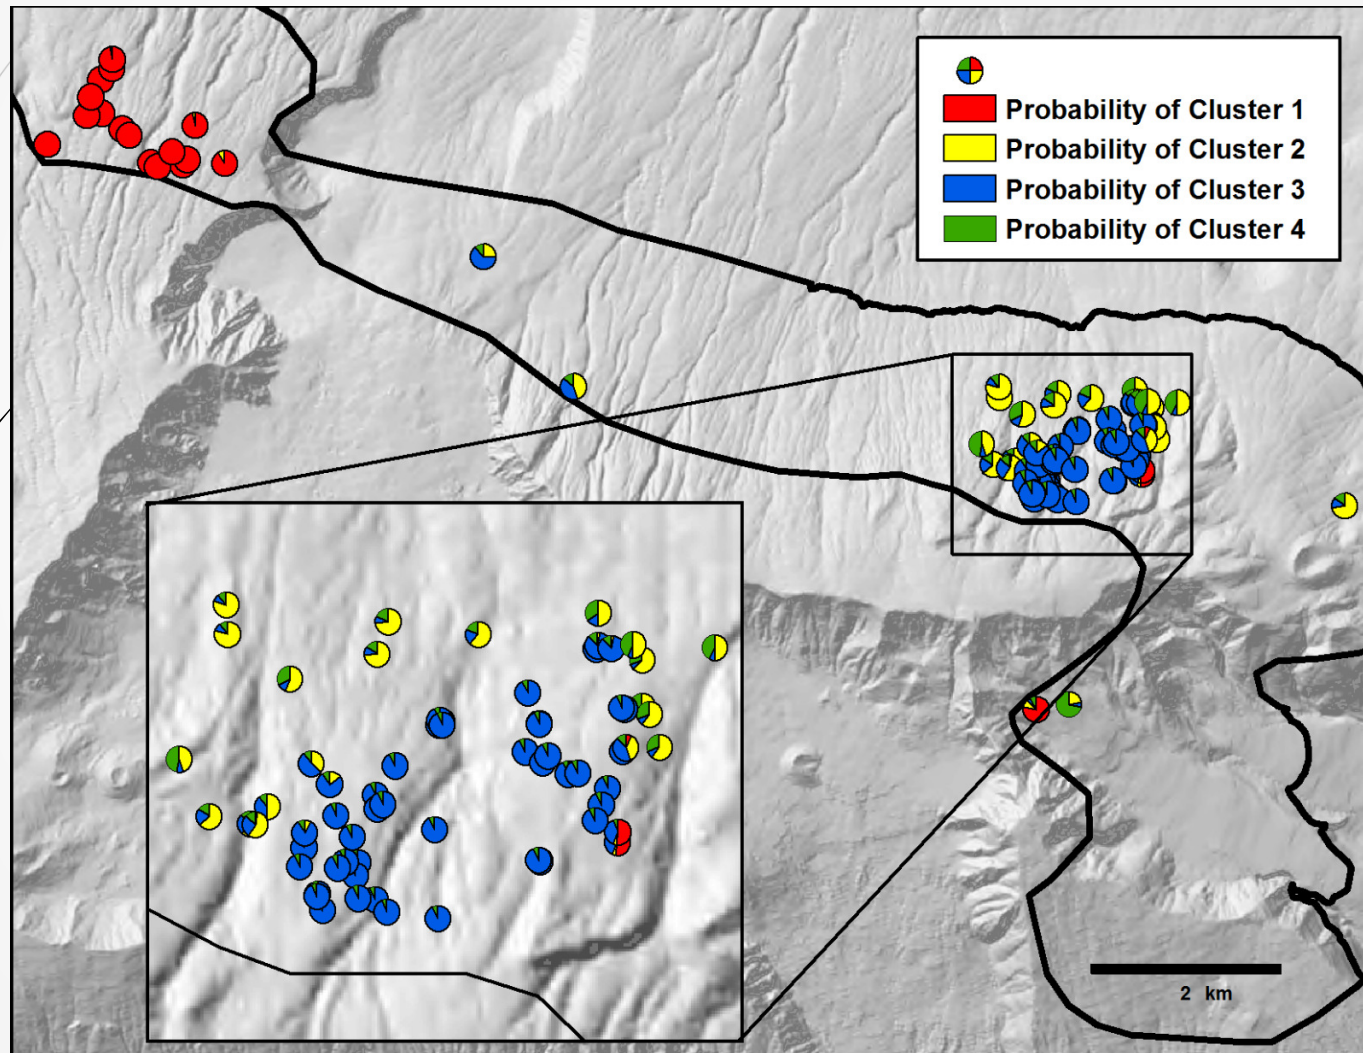 Probability of Cluster 1
Probability of Cluster 2
Probability of Cluster 3
Probability of Cluster 4
2 km